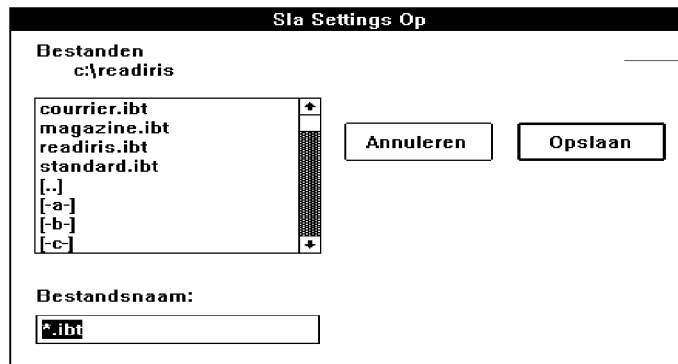 Sla Settings Op
Bestanden
c:\readiris
courrier.ibt
magazine.ibt
readiris.ibt
standard.ibt
[..]
[-a-]
[-b-]
[-c-]
Annuleren
Opslaan
Bestandsnaam:
*.ibt